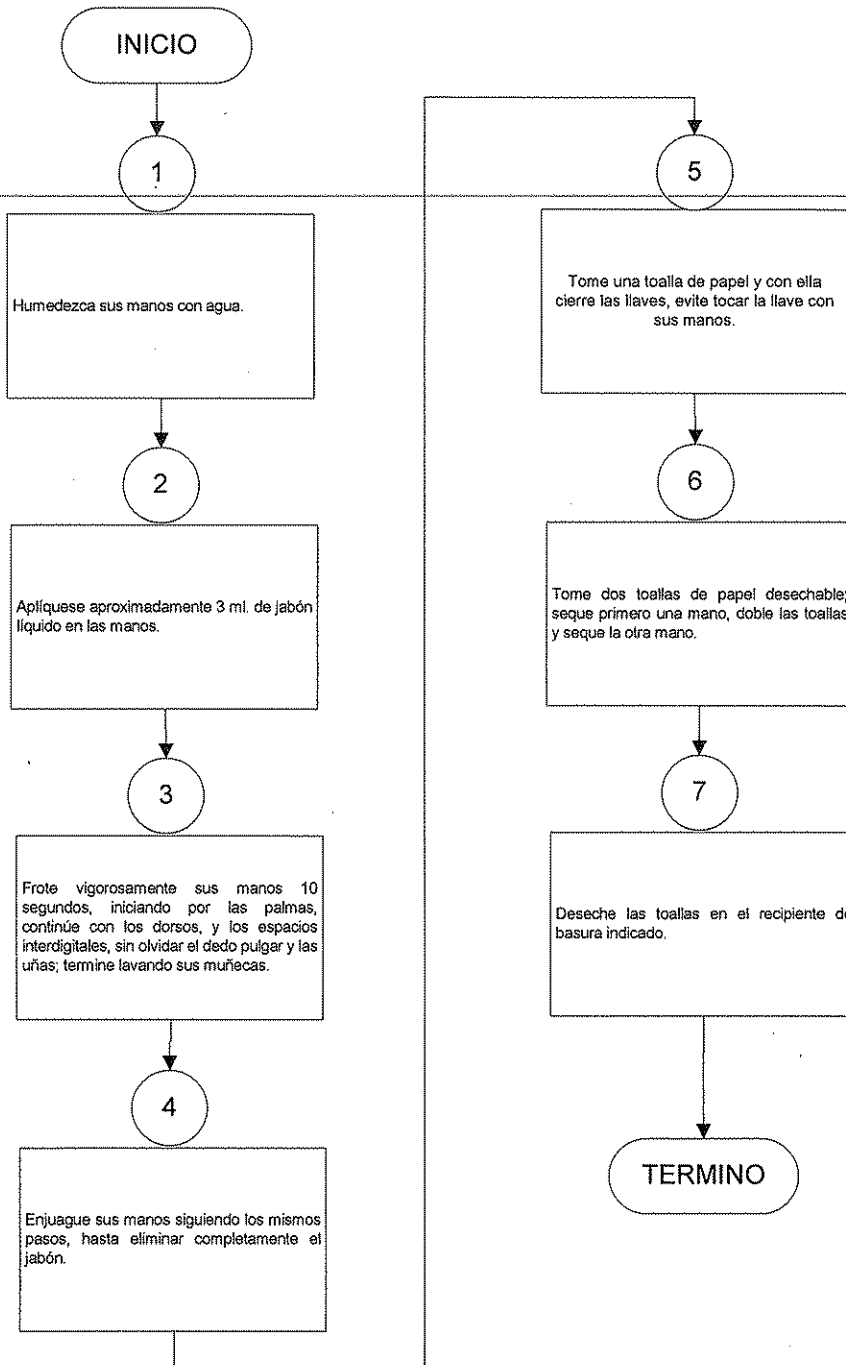 INICIO
1
Humedezca sus manos con agua.
2
Aplíquese aproximadamente 3 ml. de jabón
líquido en las manos.
3
Frote vigorosamente sus manos 10
segundos, iniciando por las palmas,
continúe con los dorsos, y los espacios
interdigitales, sin olvidar el dedo pulgar y las
uñas; termine lavando sus muñecas.
4
Enjuague sus manos siguiendo los mismos
pasos, hasta eliminar completamente el
jabón.
5
Tome una toalla de papel y con ella
cierre las llaves, evite tocar la llave con
sus manos.
6
Tome dos toallas de papel desechable;
seque primero una mano, doble las toallas
y seque la otra mano.
7
Deseche las toallas en el recipiente de
basura indicado.
TERMINO